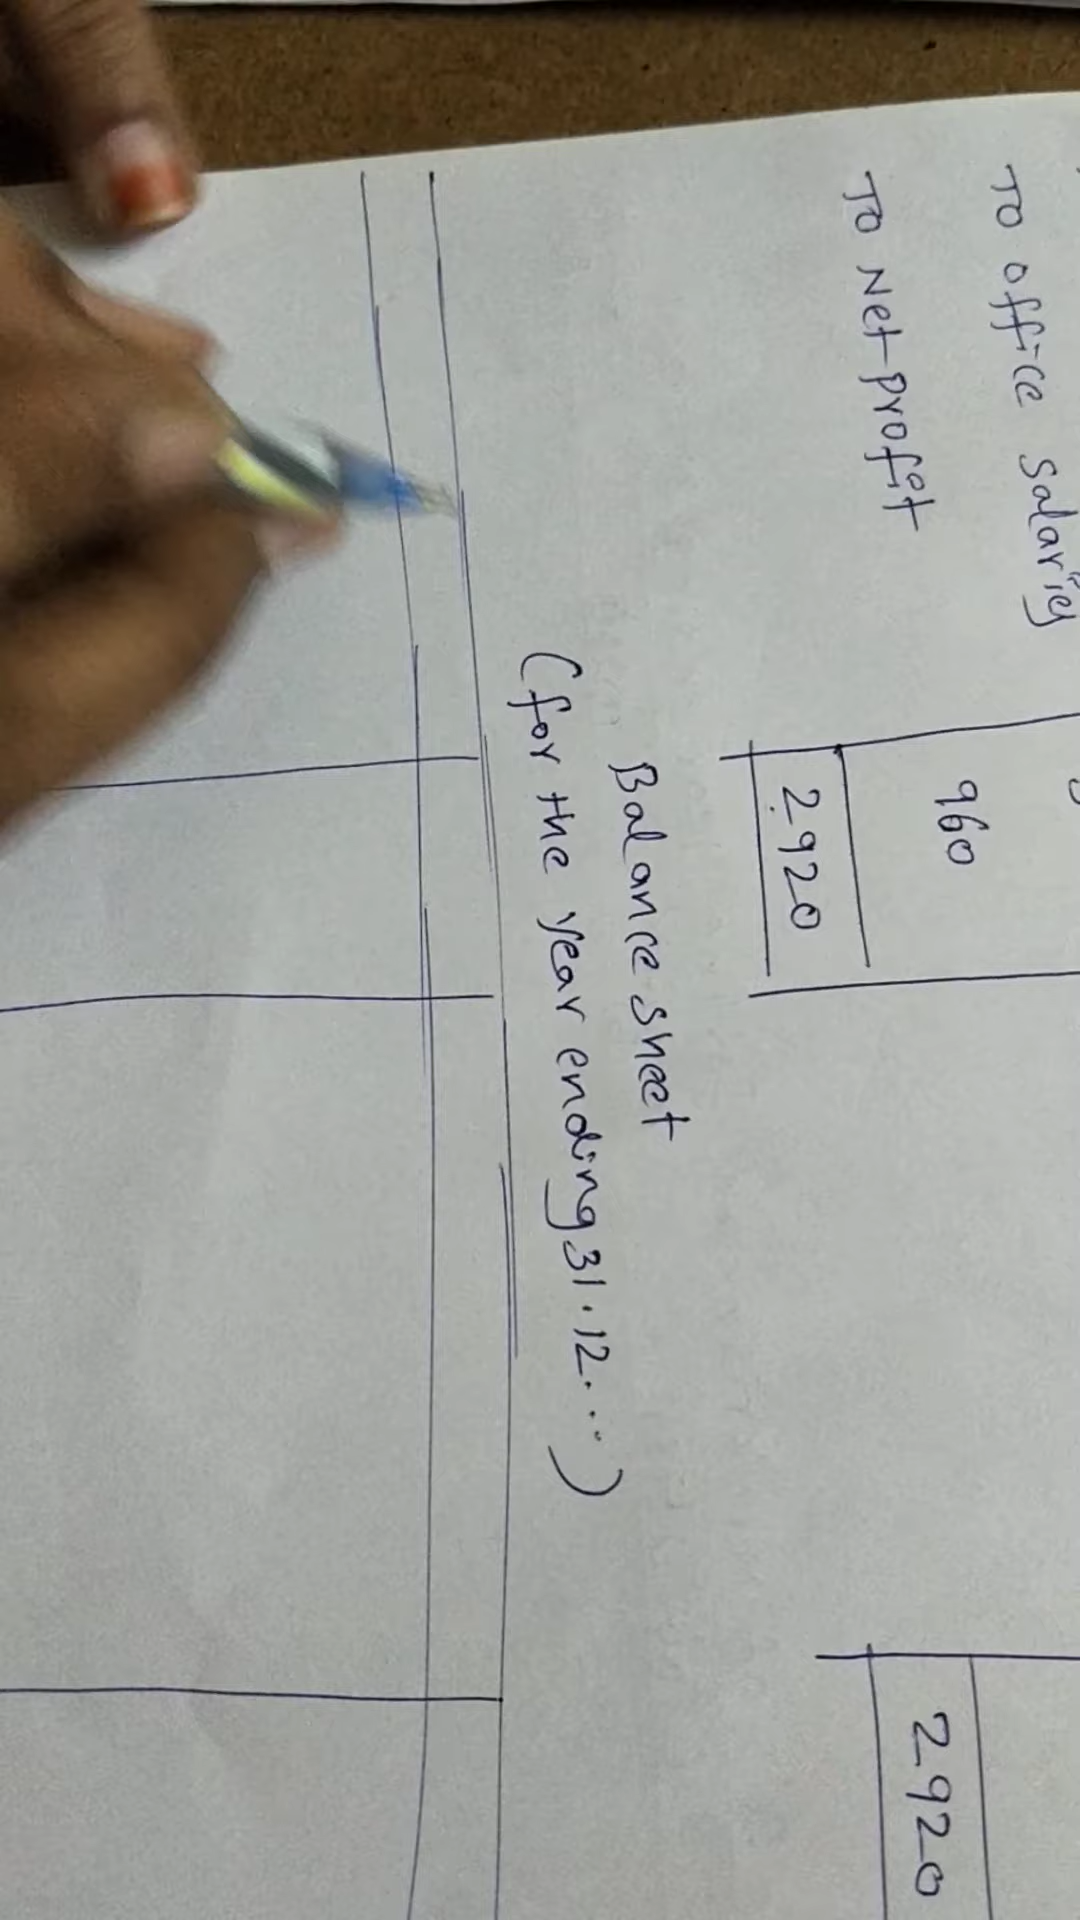 To office salaries
960
To Net profit
2920
2920
Balance sheet
(for the year ending 31.12...)